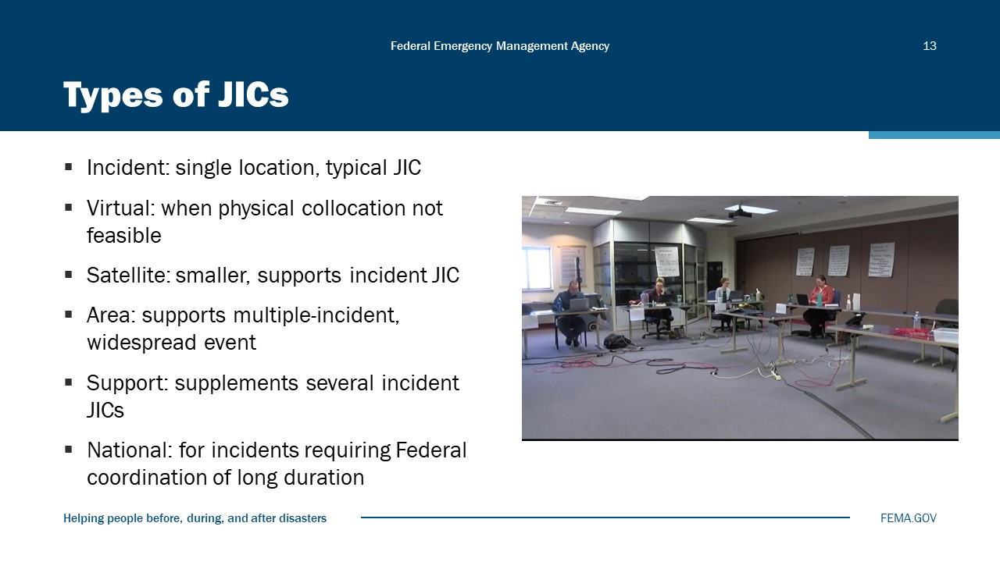 Federal Emergency Management Agency
13
Types of JICs
▪ Incident: single location, typical JIC
▪ Virtual: when physical collocation not
feasible
▪ Satellite: smaller, supports incident JIC
▪ Area: supports multiple-incident,
widespread event
▪ Support: supplements several incident
JICs
▪ National: for incidents requiring Federal
coordination of long duration
Helping people before, during, and after disasters
FEMA.GOV